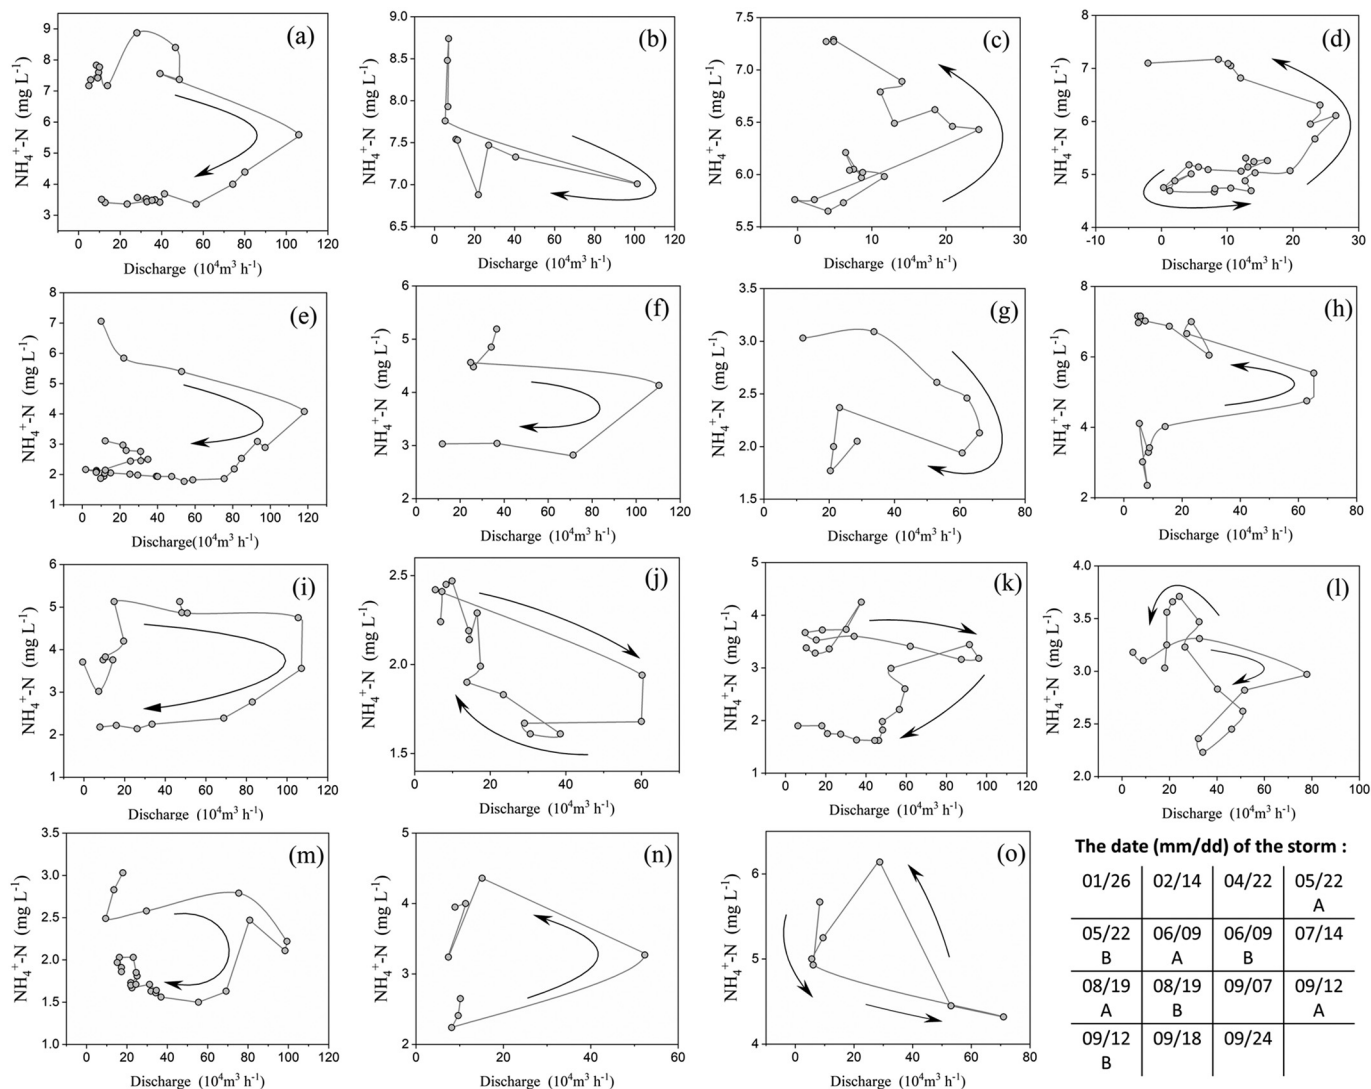 (a)
9
8
7
6
5
4
3
NH₄⁺-N (mg L⁻¹)
0 20 40 60 80 100 120
Discharge (10⁴m³ h⁻¹)
(b)
9.0
8.5
8.0
7.5
7.0
6.5
NH₄⁺-N (mg L⁻¹)
0 20 40 60 80 100 120
Discharge (10⁴m³ h⁻¹)
(c)
7.5
7.0
6.5
6.0
5.5
NH₄⁺-N (mg L⁻¹)
0 10 20 30
Discharge (10⁴m³ h⁻¹)
(d)
8
7
6
5
4
NH₄⁺-N (mg L⁻¹)
-10 0 10 20 30
Discharge (10⁴m³ h⁻¹)
(e)
8
7
6
5
4
3
2
1
NH₄⁺-N (mg L⁻¹)
0 20 40 60 80 100 120
Discharge(10⁴m³ h⁻¹)
(f)
6
5
4
3
2
NH₄⁺-N (mg L⁻¹)
0 20 40 60 80 100 120
Discharge (10⁴m³ h⁻¹)
(g)
3.5
3.0
2.5
2.0
1.5
NH₄⁺-N (mg L⁻¹)
0 20 40 60 80
Discharge (10⁴m³ h⁻¹)
(h)
8
6
4
2
NH₄⁺-N (mg L⁻¹)
0 20 40 60 80
Discharge (10⁴m³ h⁻¹)
(i)
6
5
4
3
2
1
NH₄⁺-N (mg L⁻¹)
0 20 40 60 80 100 120
Discharge (10⁴m³ h⁻¹)
(j)
2.5
2.0
1.5
NH₄⁺-N (mg L⁻¹)
0 20 40 60
Discharge (10⁴m³ h⁻¹)
(k)
5
4
3
2
1
NH₄⁺-N (mg L⁻¹)
0 20 40 60 80 100 120
Discharge (10⁴m³ h⁻¹)
(l)
4.0
3.5
3.0
2.5
2.0
NH₄⁺-N (mg L⁻¹)
0 20 40 60 80 100
Discharge (10⁴m³ h⁻¹)
(m)
3.5
3.0
2.5
2.0
1.5
1.0
NH₄⁺-N (mg L⁻¹)
0 20 40 60 80 100 120
Discharge (10⁴m³ h⁻¹)
(n)
5
4
3
2
NH₄⁺-N (mg L⁻¹)
0 20 40 60
Discharge (10⁴m³ h⁻¹)
(o)
6
5
4
NH₄⁺-N (mg L⁻¹)
0 20 40 60 80
Discharge (10⁴m³ h⁻¹)
The date (mm/dd) of the storm :
01/26 02/14 04/22 05/22
A
05/22 06/09 06/09 07/14
B A B
08/19 08/19 09/07 09/12
A B A
09/12 09/18 09/24
B